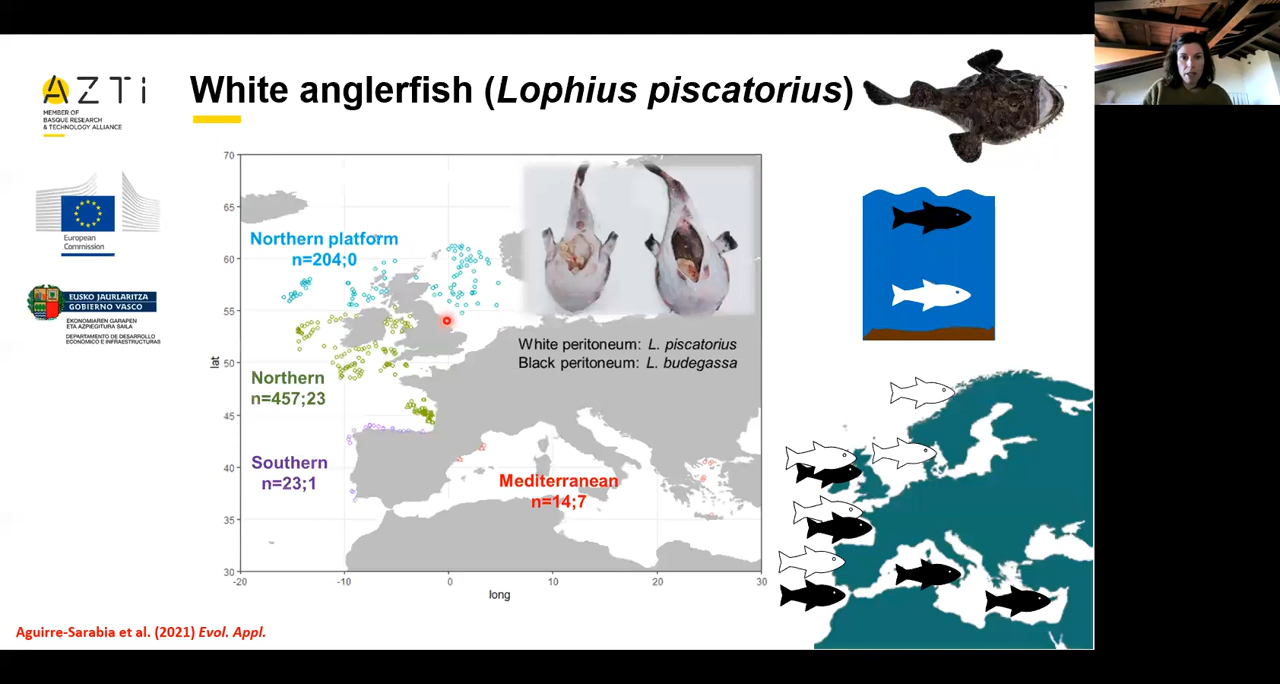 AZTi
MEMBER OF
BASQUE RESEARCH
& TECHNOLOGY ALLIANCE
White anglerfish (Lophius piscatorius)
European
Commission
EUSKO JAURLARITZA
GOBIERNO VASCO
EKONOMIAREN GARAPEN
ETA AZPIEGITURA SAILA
DEPARTAMENTO DE DESARROLLO
ECONÓMICO E INFRAESTRUCTURAS
70
65
60
55
50
45
40
35
30
lat
-20
-10
0
10
20
30
long
Northern platform
n=204;0
Northern
n=457;23
Southern
n=23;1
Mediterranean
n=14;7
White peritoneum: L. piscatorius
Black peritoneum: L. budegassa
Aguirre-Sarabia et al. (2021) Evol. Appl.